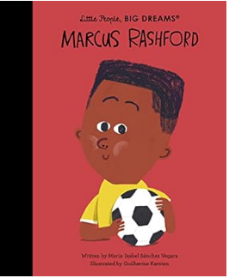 Little People, BIG DREAMS®
MARCUS RASHFORD
Written by Maria Isabel Sánchez Vegara
Illustrated by Guilherme Karsten